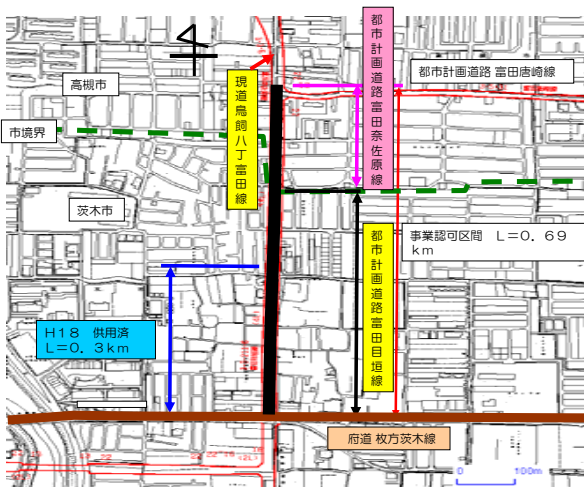 高槻市
市境界
茨木市
現道鳥飼八丁富田線
都市計画道路富田奈佐原線
都市計画道路 富田唐崎線
都市計画道路富田目垣線
事業認可区間 L=0.69
km
H18 供用済
L=0.3km
府道 枚方茨木線
0 100m